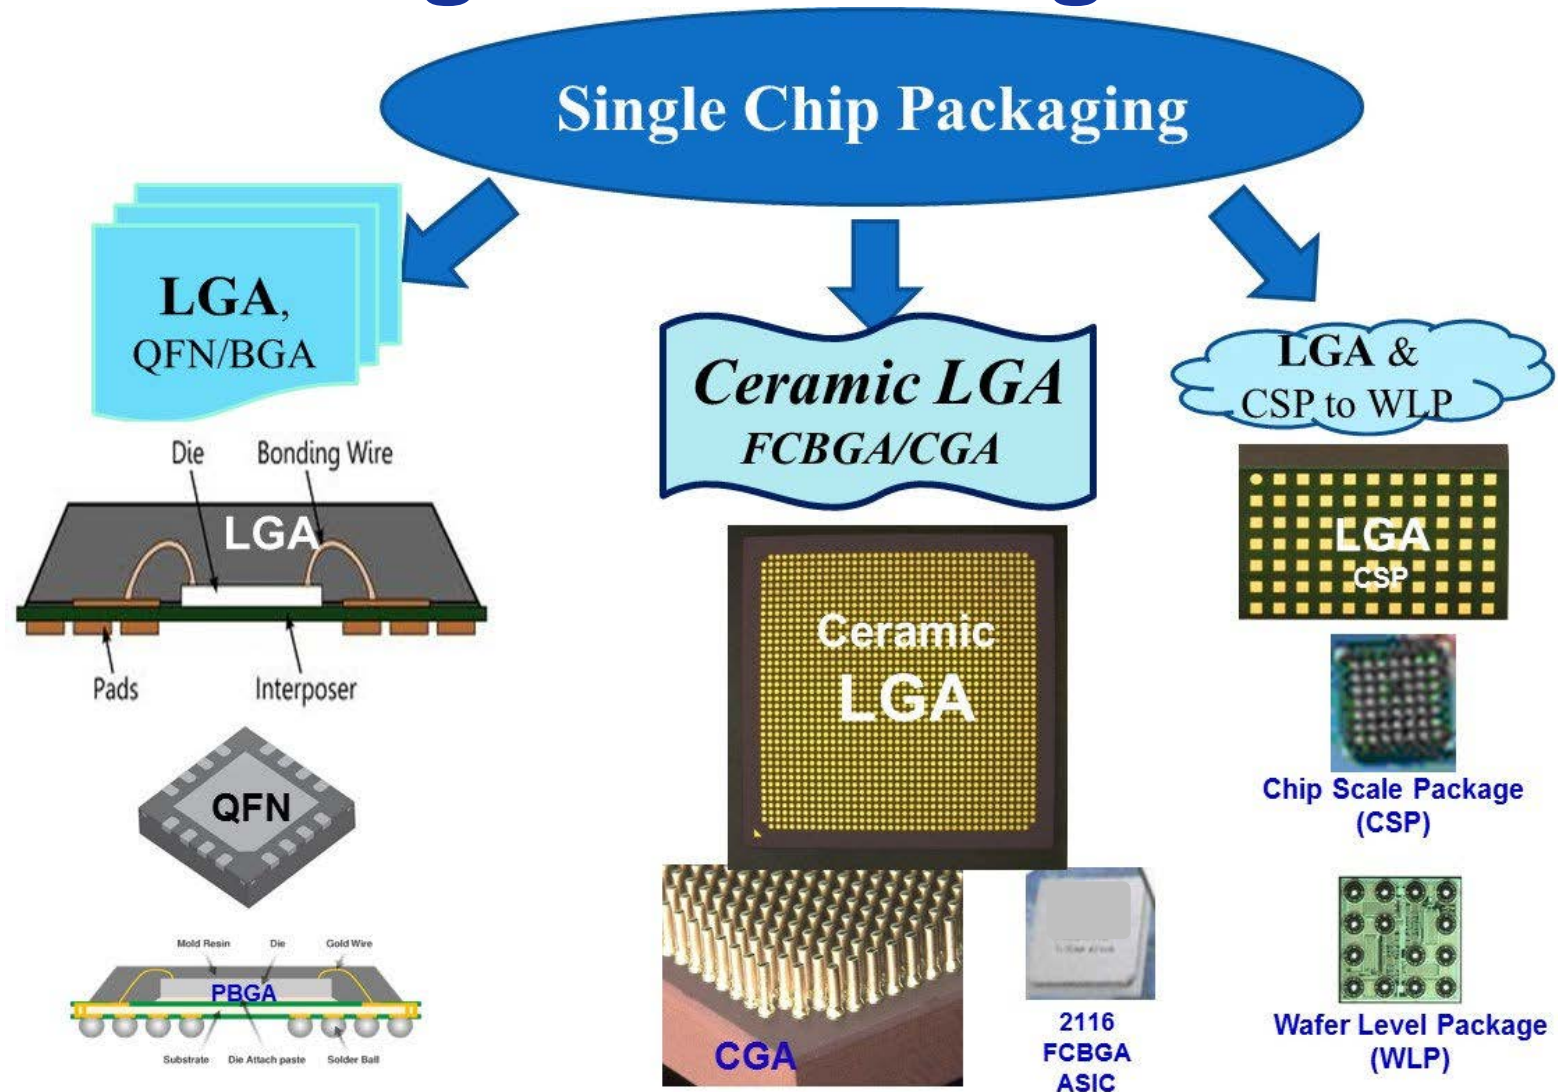 Single Chip Packaging
LGA,
QFN/BGA
Die
Bonding Wire
LGA
Pads
Interposer
QFN
Mold Resin
Die
Gold Wire
PBGA
Substrate
Die Attach paste
Solder Ball
Ceramic LGA
FCBGA/CGA
Ceramic
LGA
CGA
2116
FCBGA
ASIC
LGA &
CSP to WLP
LGA
CSP
Chip Scale Package
(CSP)
Wafer Level Package
(WLP)